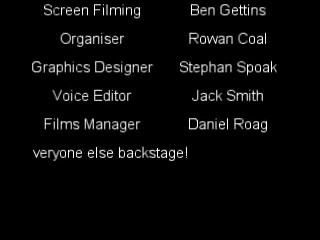 Screen Filming Ben Gettins
Organiser Rowan Coal
Graphics Designer Stephan Spoak
Voice Editor Jack Smith
Films Manager Daniel Roag
veryone else backstage!